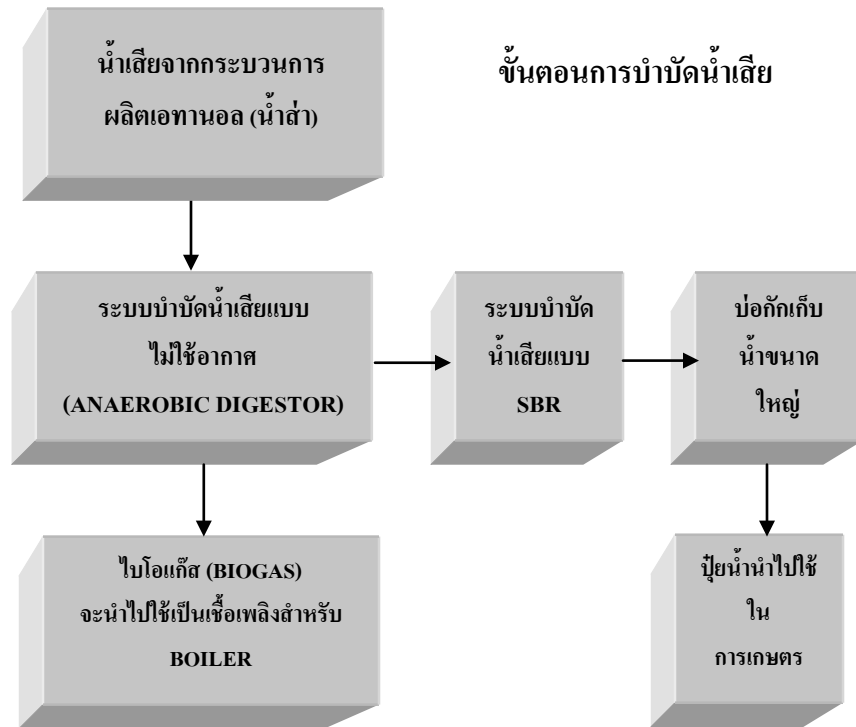 น้ำเสียจากกระบวนการ
ผลิตเอทานอล (น้ำส่า)
ขั้นตอนการบำบัดน้ำเสีย
ระบบบำบัดน้ำเสียแบบ
ไม่ใช้อากาศ
(ANAEROBIC DIGESTOR)
ระบบบำบัด
น้ำเสียแบบ
SBR
บ่อกักเก็บ
น้ำขนาด
ใหญ่
ไบโอแก๊ส (BIOGAS)
จะนำไปใช้เป็นเชื้อเพลิงสำหรับ
BOILER
ปุ๋ยน้ำนำไปใช้
ใน
การเกษตร